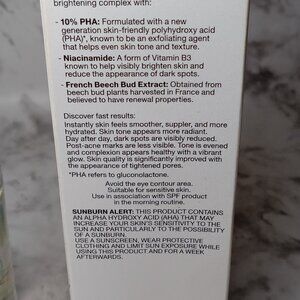 brightening complex with:
- 10% PHA: Formulated with a new
generation skin-friendly polyhydroxy acid
(PHA)*, known to be an exfoliating agent
that helps even skin tone and texture.
- Niacinamide: A form of Vitamin B3
known to help visibly brighten skin and
reduce the appearance of dark spots.
- French Beech Bud Extract: Obtained from
beech bud plants harvested in France and
believed to have renewal properties.
Discover fast results:
Instantly skin feels smoother, suppler, and more
hydrated. Skin tone appears more radiant.
Day after day, dark spots are visibly reduced.
Post-acne marks are less visible. Tone is evened
and complexion appears healthy with a vibrant
glow. Skin quality is significantly improved with
the appearance of tightened pores.
*PHA refers to gluconolactone.
Avoid the eye contour area.
Suitable for sensitive skin.
Use in association with SPF product
in the morning routine.
SUNBURN ALERT: THIS PRODUCT CONTAINS
AN ALPHA HYDROXY ACID (AHA) THAT MAY
INCREASE YOUR SKIN'S SENSITIVITY TO THE
SUN AND PARTICULARLY TO THE POSSIBILITY
OF A SUNBURN.
USE A SUNSCREEN, WEAR PROTECTIVE
CLOTHING AND LIMIT SUN EXPOSURE WHILE
USING THIS PRODUCT AND FOR A WEEK
AFTERWARDS.